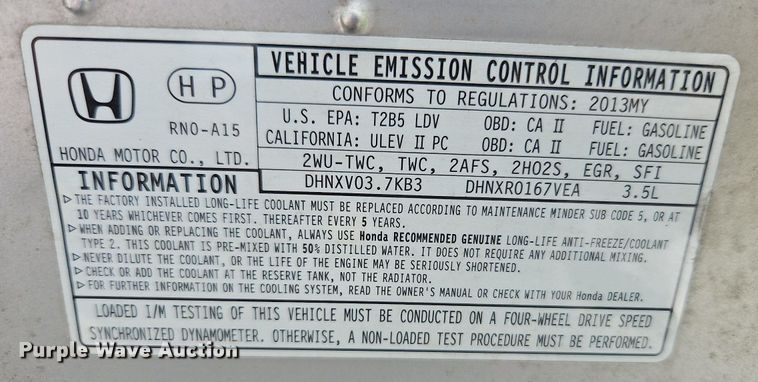 H P
RNO-A15
HONDA MOTOR CO., LTD.
VEHICLE EMISSION CONTROL INFORMATION
CONFORMS TO REGULATIONS: 2013MY
U.S. EPA: T2B5 LDV OBD: CA II FUEL: GASOLINE
CALIFORNIA: ULEV II PC OBD: CA II FUEL: GASOLINE
2WU-TWC, TWC, 2AFS, 2HO2S, EGR, SFI
DHNXV03.7KB3 DHNXR0167VEA 3.5L
INFORMATION
▷THE FACTORY INSTALLED LONG-LIFE COOLANT MUST BE REPLACED ACCORDING TO MAINTENANCE MINDER SUB CODE 5, OR AT
10 YEARS WHICHEVER COMES FIRST. THEREAFTER EVERY 5 YEARS.
▷WHEN ADDING OR REPLACING THE COOLANT, ALWAYS USE Honda RECOMMENDED GENUINE LONG-LIFE ANTI-FREEZE/COOLANT
TYPE 2. THIS COOLANT IS PRE-MIXED WITH 50% DISTILLED WATER. IT DOES NOT REQUIRE ANY ADDITIONAL MIXING.
▷NEVER DILUTE THE COOLANT, OR THE LIFE OF THE ENGINE MAY BE SERIOUSLY SHORTENED.
▷CHECK OR ADD THE COOLANT AT THE RESERVE TANK, NOT THE RADIATOR.
▷FOR FURTHER INFORMATION ON THE COOLING SYSTEM, READ THE OWNER'S MANUAL OR CHECK WITH YOUR Honda DEALER.
LOADED I/M TESTING OF THIS VEHICLE MUST BE CONDUCTED ON A FOUR-WHEEL DRIVE SPEED
SYNCHRONIZED DYNAMOMETER. OTHERWISE, A NON-LOADED TEST PROCEDURE MUST BE PERFORMED.
Purple Wave Auction